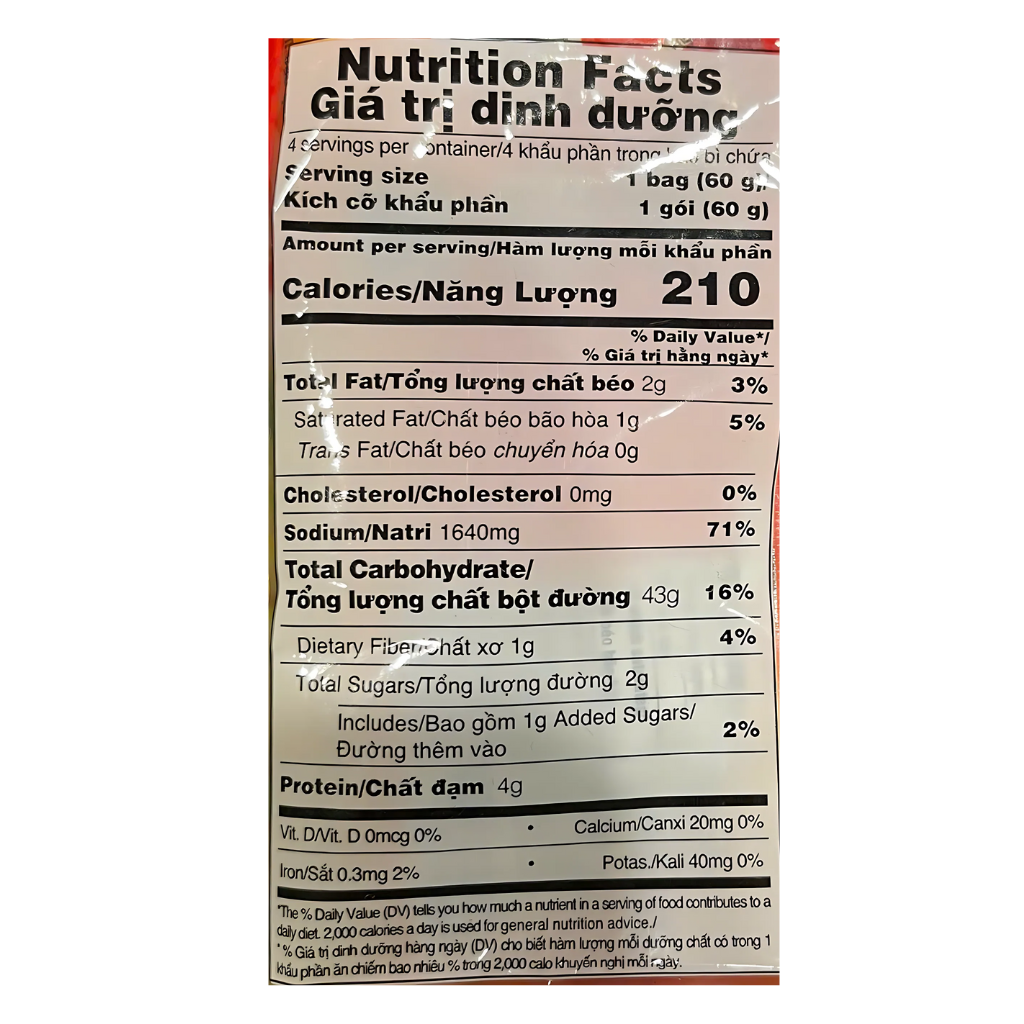 Nutrition Facts
Giá trị dinh dưỡng
4 servings per container/4 khẩu phần trong bì chứa
Serving size 1 bag (60 g)/
Kích cỡ khẩu phần 1 gói (60 g)
Amount per serving/Hàm lượng mỗi khẩu phần
Calories/Năng Lượng 210
% Daily Value*/
% Giá trị hằng ngày*
Total Fat/Tổng lượng chất béo 2g 3%
Saturated Fat/Chất béo bão hòa 1g 5%
Trans Fat/Chất béo chuyển hóa 0g
Cholesterol/Cholesterol 0mg 0%
Sodium/Natri 1640mg 71%
Total Carbohydrate/
Tổng lượng chất bột đường 43g 16%
Dietary Fiber/Chất xơ 1g 4%
Total Sugars/Tổng lượng đường 2g
Includes/Bao gồm 1g Added Sugars/ 2%
Đường thêm vào
Protein/Chất đạm 4g
Vit. D/Vit. D 0mcg 0% • Calcium/Canxi 20mg 0%
Iron/Sắt 0.3mg 2% • Potas./Kali 40mg 0%
*The % Daily Value (DV) tells you how much a nutrient in a serving of food contributes to a
daily diet. 2,000 calories a day is used for general nutrition advice./
*% Giá trị dinh dưỡng hàng ngày (DV) cho biết hàm lượng mỗi dưỡng chất có trong 1
khẩu phần ăn chiếm bao nhiêu % trong 2,000 calo khuyến nghị mỗi ngày.